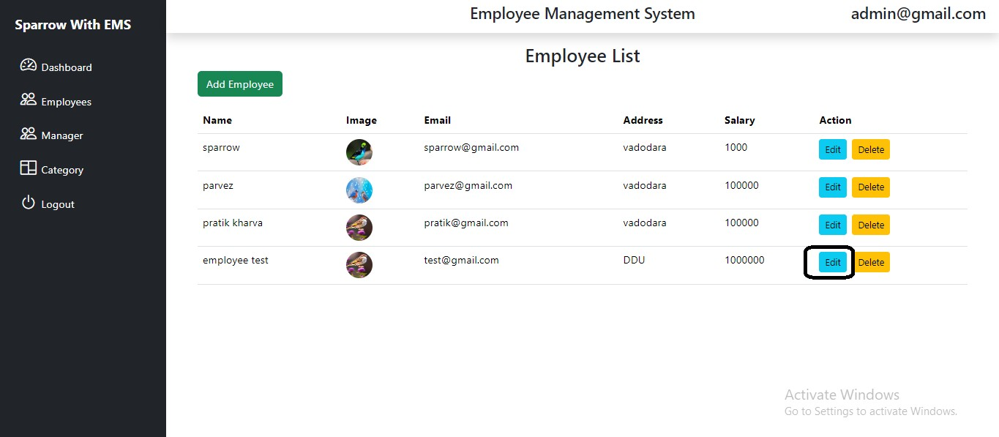 Sparrow With EMS
Dashboard
Employees
Manager
Category
Logout
Employee Management System
admin@gmail.com
Employee List
Add Employee
Name Image Email Address Salary Action
sparrow sparrow@gmail.com vadodara 1000 Edit Delete
parvez parvez@gmail.com vadodara 100000 Edit Delete
pratik kharva pratik@gmail.com vadodara 100000 Edit Delete
employee test test@gmail.com DDU 1000000 Edit Delete
Activate Windows
Go to Settings to activate Windows.